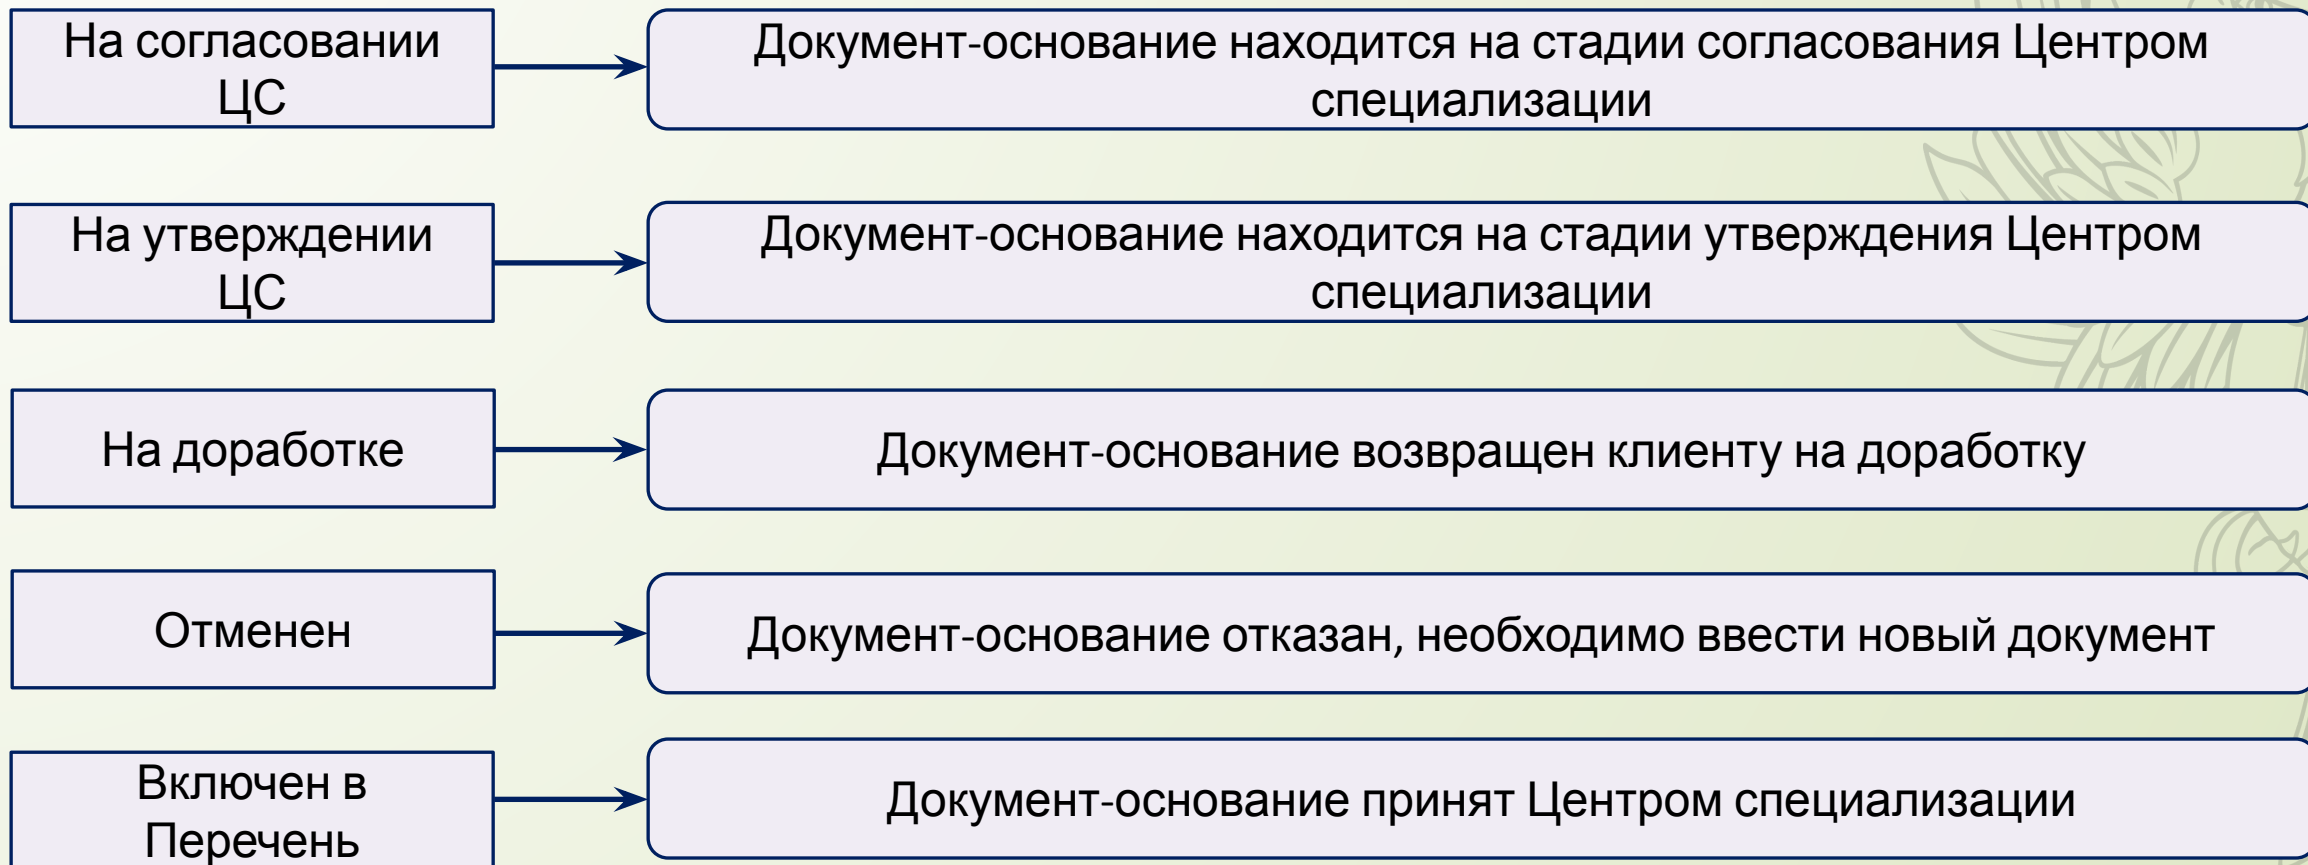 На согласовании
ЦС
Документ-основание находится на стадии согласования Центром
специализации
На утверждении
ЦС
Документ-основание находится на стадии утверждения Центром
специализации
На доработке
Документ-основание возвращен клиенту на доработку
Отменен
Документ-основание отказан, необходимо ввести новый документ
Включен в
Перечень
Документ-основание принят Центром специализации